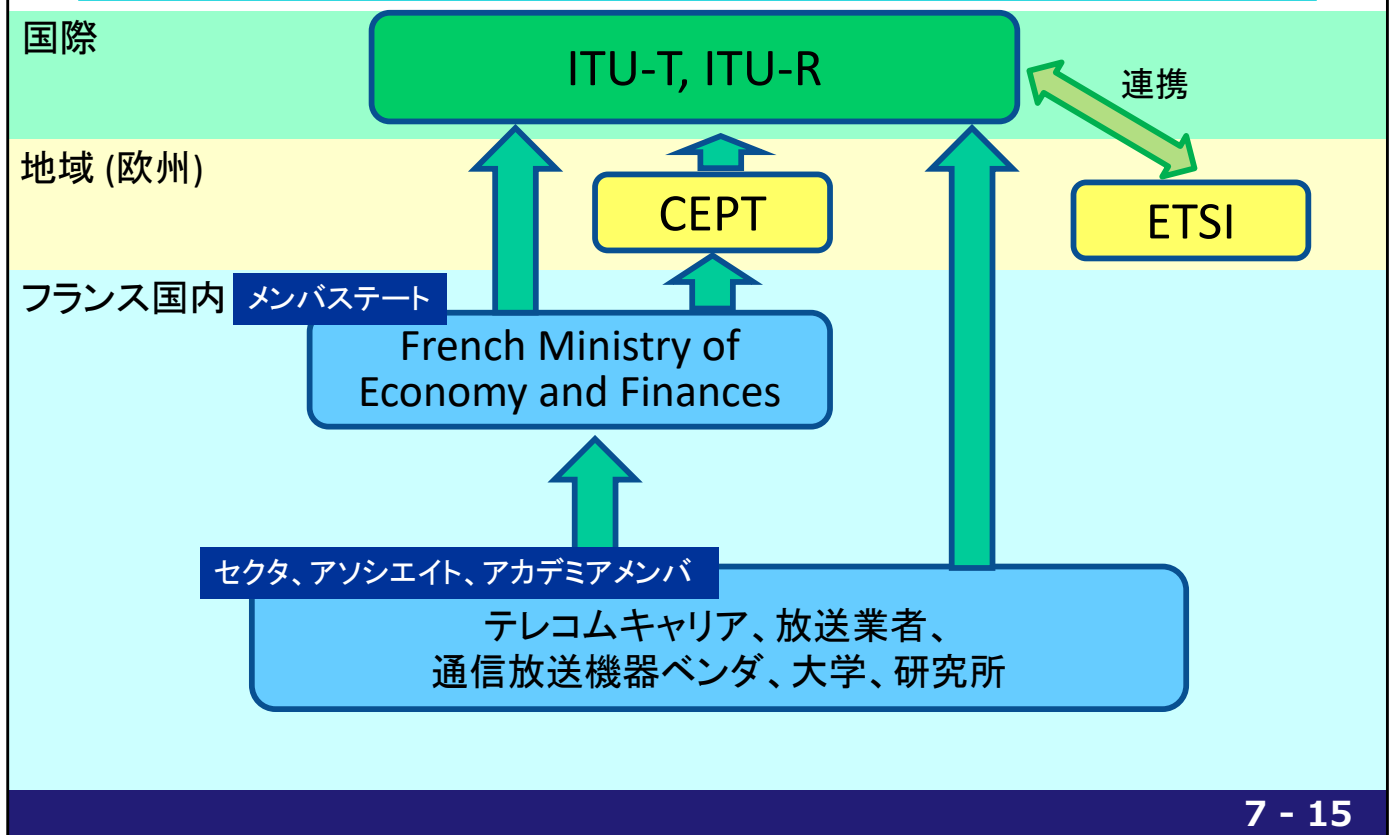 国際
ITU-T, ITU-R
連携
地域 (欧州)
CEPT
ETSI
フランス国内
メンバステート
French Ministry of
Economy and Finances
セクタ、アソシエイト、アカデミアメンバ
テレコムキャリア、放送業者、
通信放送機器ベンダ、大学、研究所
7 - 15